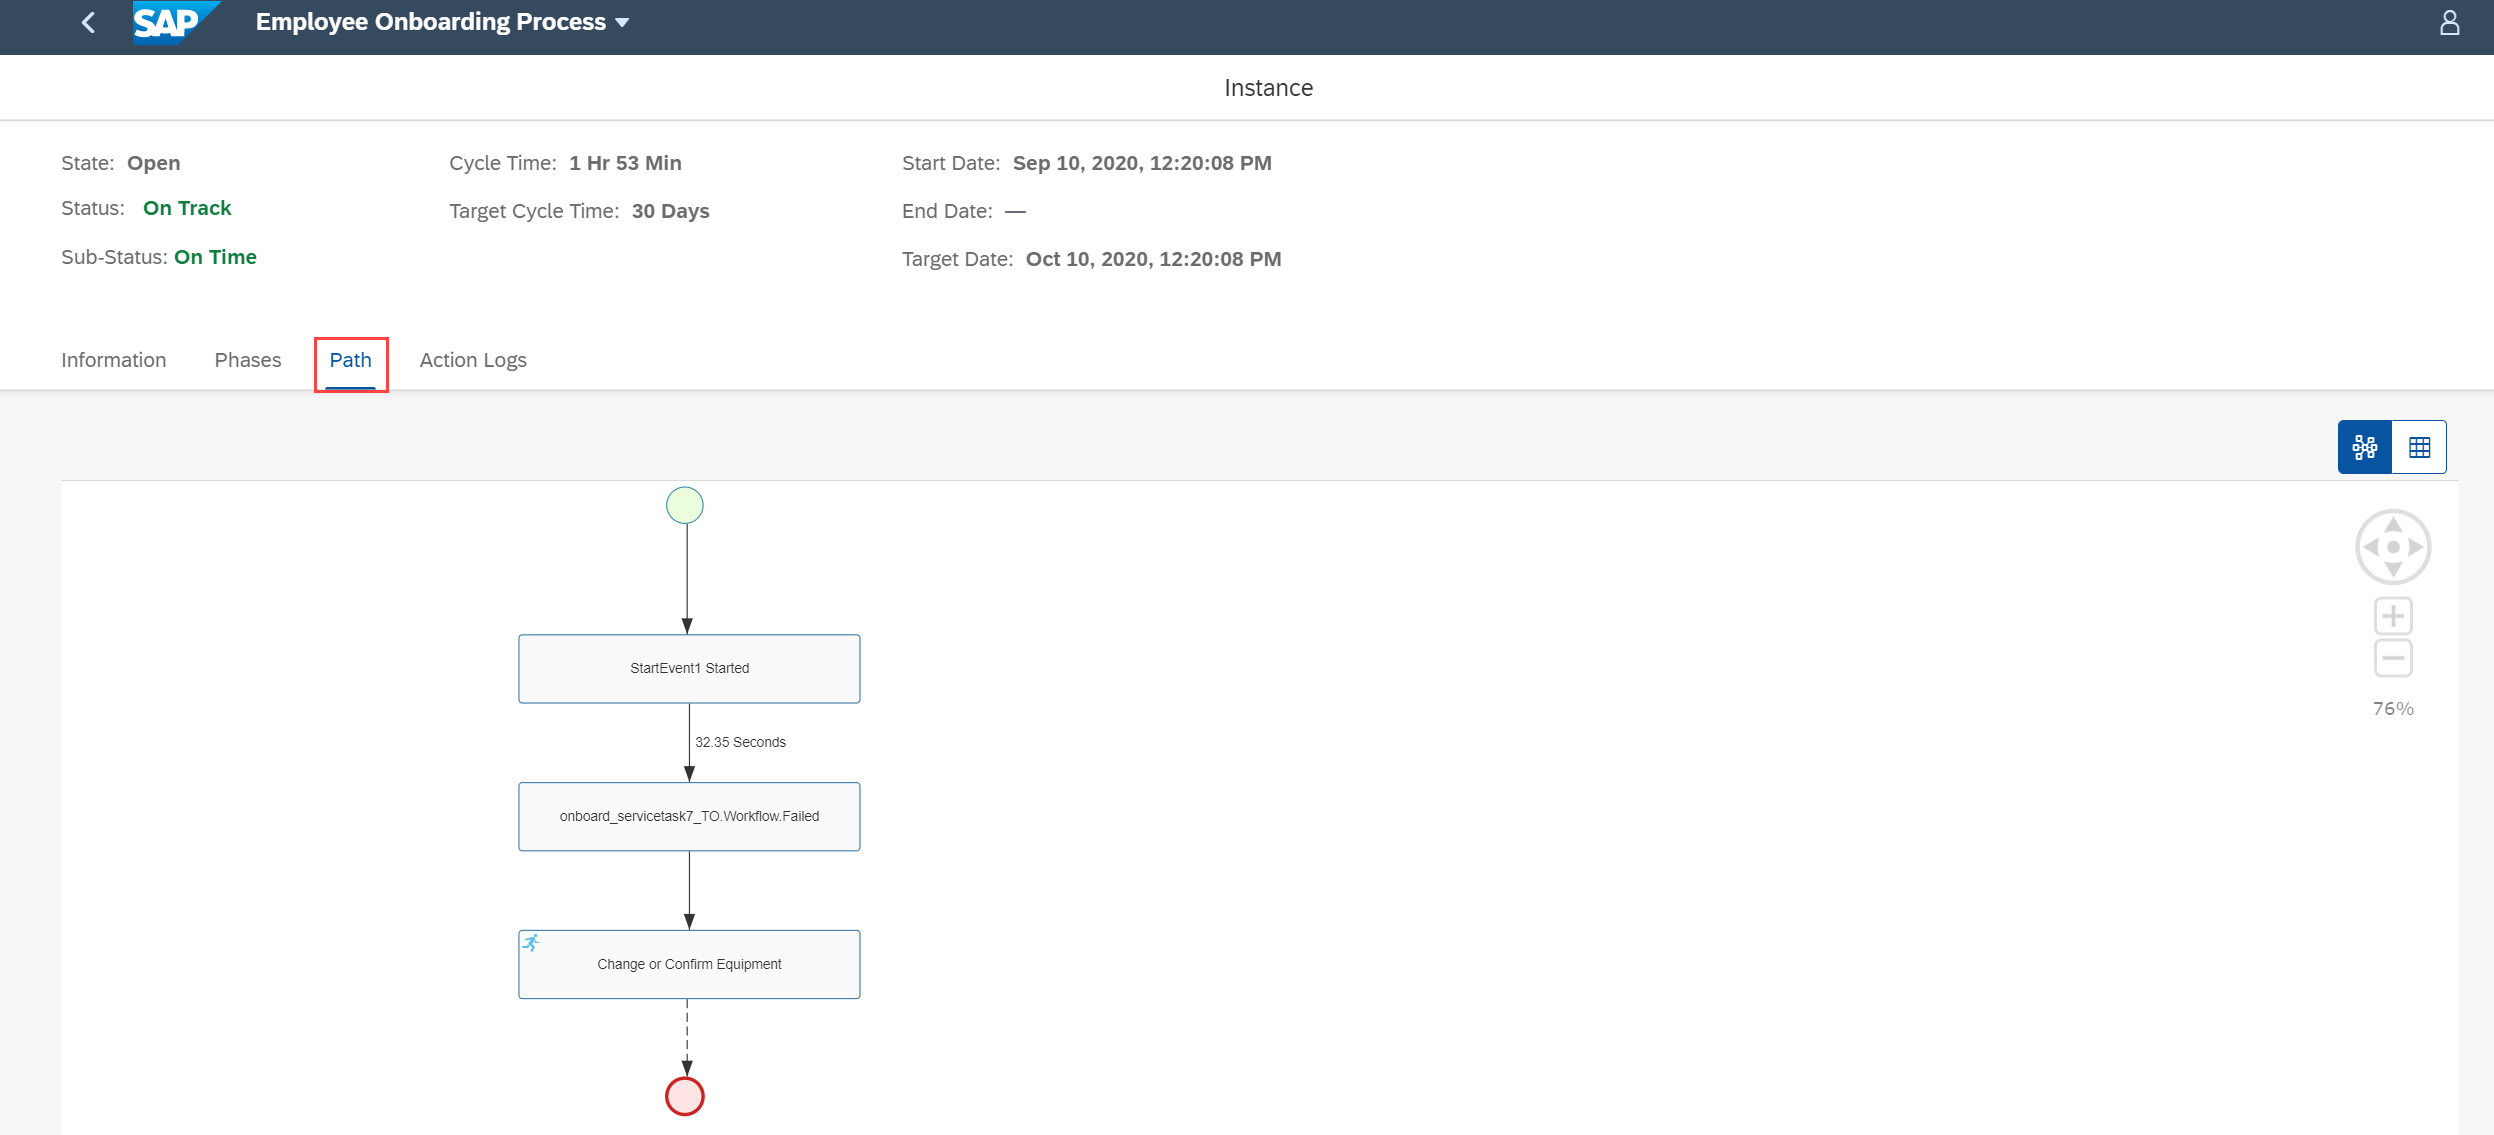 SAP
Employee Onboarding Process
Instance
State: Open
Cycle Time: 1 Hr 53 Min
Start Date: Sep 10, 2020, 12:20:08 PM
Status: On Track
Target Cycle Time: 30 Days
End Date: —
Sub-Status: On Time
Target Date: Oct 10, 2020, 12:20:08 PM
Information
Phases
Path
Action Logs
StartEvent1 Started
32.35 Seconds
onboard_servicetask7_TO.Workflow.Failed
Change or Confirm Equipment
76%